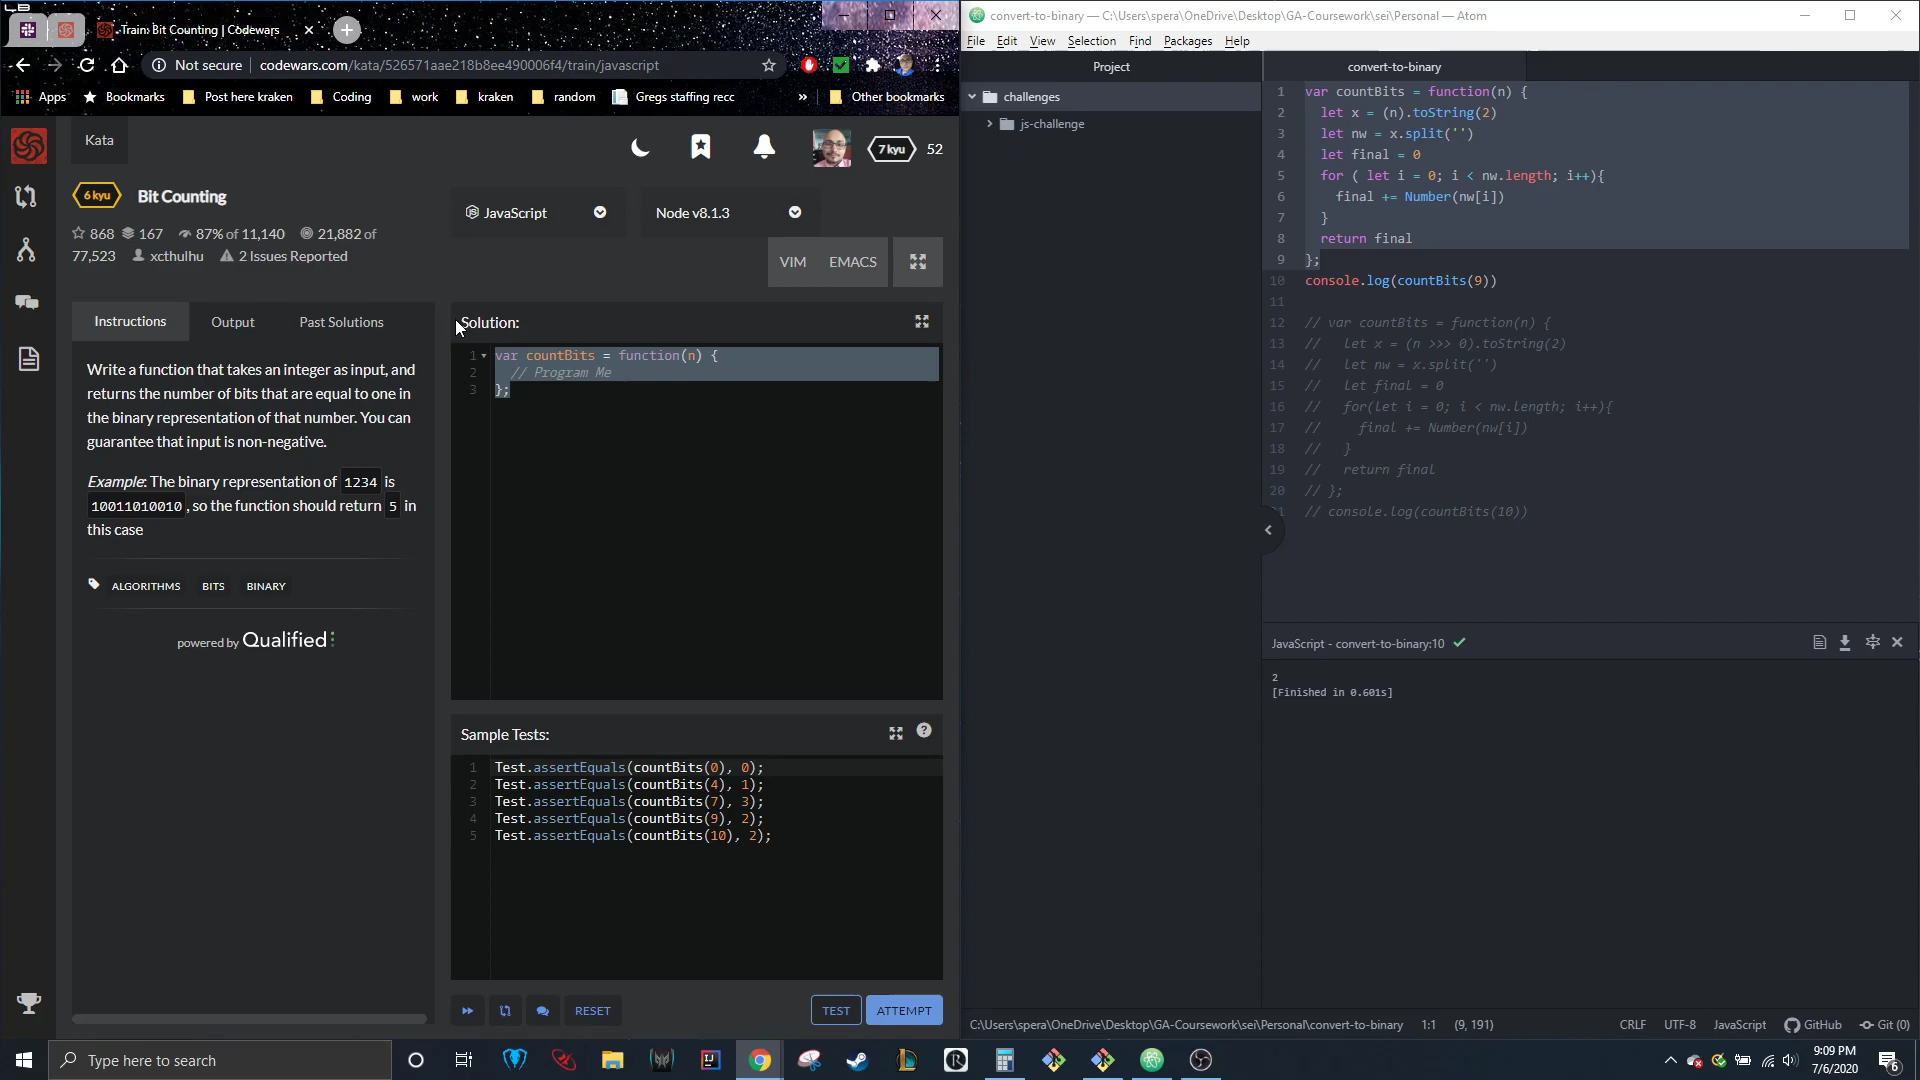 Train: Bit Counting | Codewars
Not secure
codewars.com/kata/526571aae218b8ee490006f4/train/javascript
Apps
Bookmarks
Post here kraken
Coding
work
kraken
random
Gregs staffing recc
»
Other bookmarks
Kata
7 kyu
52
6 kyu
Bit Counting
JavaScript
Node v8.1.3
868
167
87% of 11,140
21,882 of
77,523
xcthulhu
2 Issues Reported
VIM
EMACS
Instructions
Output
Past Solutions
Write a function that takes an integer as input, and
returns the number of bits that are equal to one in
the binary representation of that number. You can
guarantee that input is non-negative.
Example: The binary representation of 1234 is
10011010010 , so the function should return 5 in
this case
ALGORITHMS
BITS
BINARY
powered by Qualified
Solution:
1 var countBits = function(n) {
2 // Program Me
3 };
Sample Tests:
1 Test.assertEquals(countBits(0), 0);
2 Test.assertEquals(countBits(4), 1);
3 Test.assertEquals(countBits(7), 3);
4 Test.assertEquals(countBits(9), 2);
5 Test.assertEquals(countBits(10), 2);
RESET
TEST
ATTEMPT
convert-to-binary — C:\Users\spera\OneDrive\Desktop\GA-Coursework\sei\Personal — Atom
File Edit View Selection Find Packages Help
Project
challenges
js-challenge
convert-to-binary
1 var countBits = function(n) {
2 let x = (n).toString(2)
3 let nw = x.split('')
4 let final = 0
5 for ( let i = 0; i < nw.length; i++){
6 final += Number(nw[i])
7 }
8 return final
9 };
10 console.log(countBits(9))
11
12 // var countBits = function(n) {
13 // let x = (n >>> 0).toString(2)
14 // let nw = x.split('')
15 // let final = 0
16 // for(let i = 0; i < nw.length; i++){
17 // final += Number(nw[i])
18 // }
19 // return final
20 // };
// console.log(countBits(10))
JavaScript - convert-to-binary:10
2
[Finished in 0.601s]
C:\Users\spera\OneDrive\Desktop\GA-Coursework\sei\Personal\convert-to-binary 1:1 (9, 191)
CRLF UTF-8 JavaScript GitHub Git (0)
Type here to search
9:09 PM
7/6/2020
6